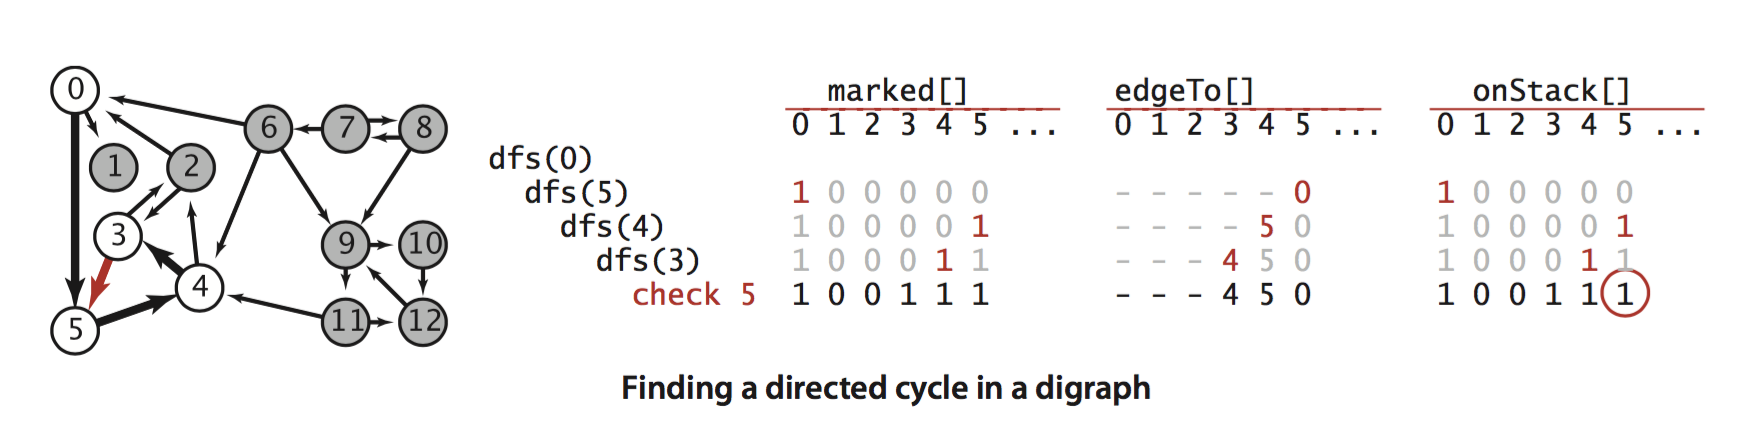 0
6 7 8
1 2
3
9 10
4
5
11 12
marked[] edgeTo[] onStack[]
0 1 2 3 4 5 ... 0 1 2 3 4 5 ... 0 1 2 3 4 5 ...
dfs(0)
dfs(5) 1 0 0 0 0 0 - - - - - 0 1 0 0 0 0 0
dfs(4) 1 0 0 0 0 1 - - - - 5 0 1 0 0 0 0 1
dfs(3) 1 0 0 0 1 1 - - - 4 5 0 1 0 0 0 1 1
check 5 1 0 0 1 1 1 - - - 4 5 0 1 0 0 1 1 1
Finding a directed cycle in a digraph